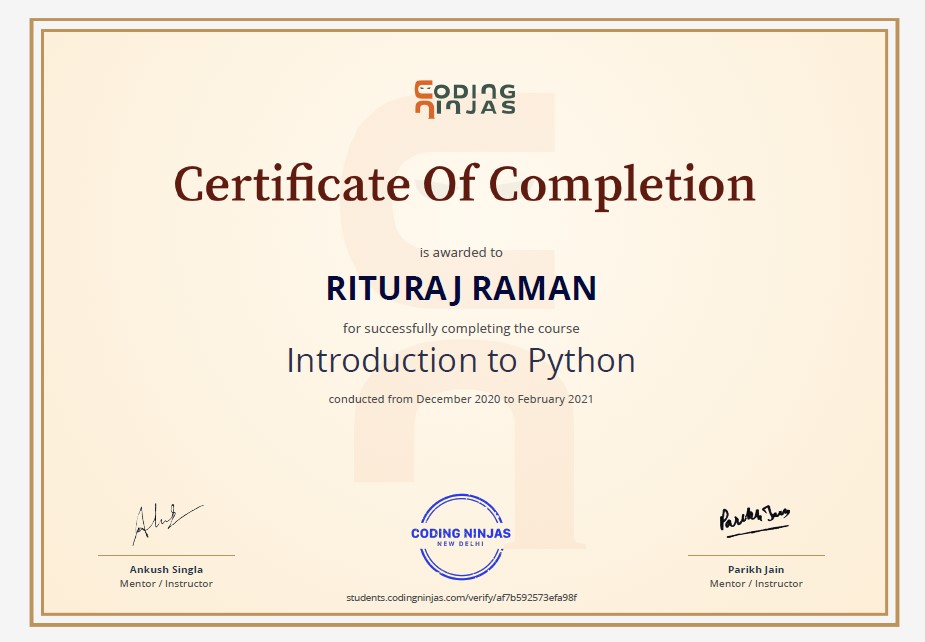 CODING
NINJAS
Certificate Of Completion
is awarded to
RITURAJ RAMAN
for successfully completing the course
Introduction to Python
conducted from December 2020 to February 2021
Parikh Jain
CODING NINJAS
NEW DELHI
Ankush Singla
Mentor / Instructor
Parikh Jain
Mentor / Instructor
students.codingninjas.com/verify/af7b592573efa98f